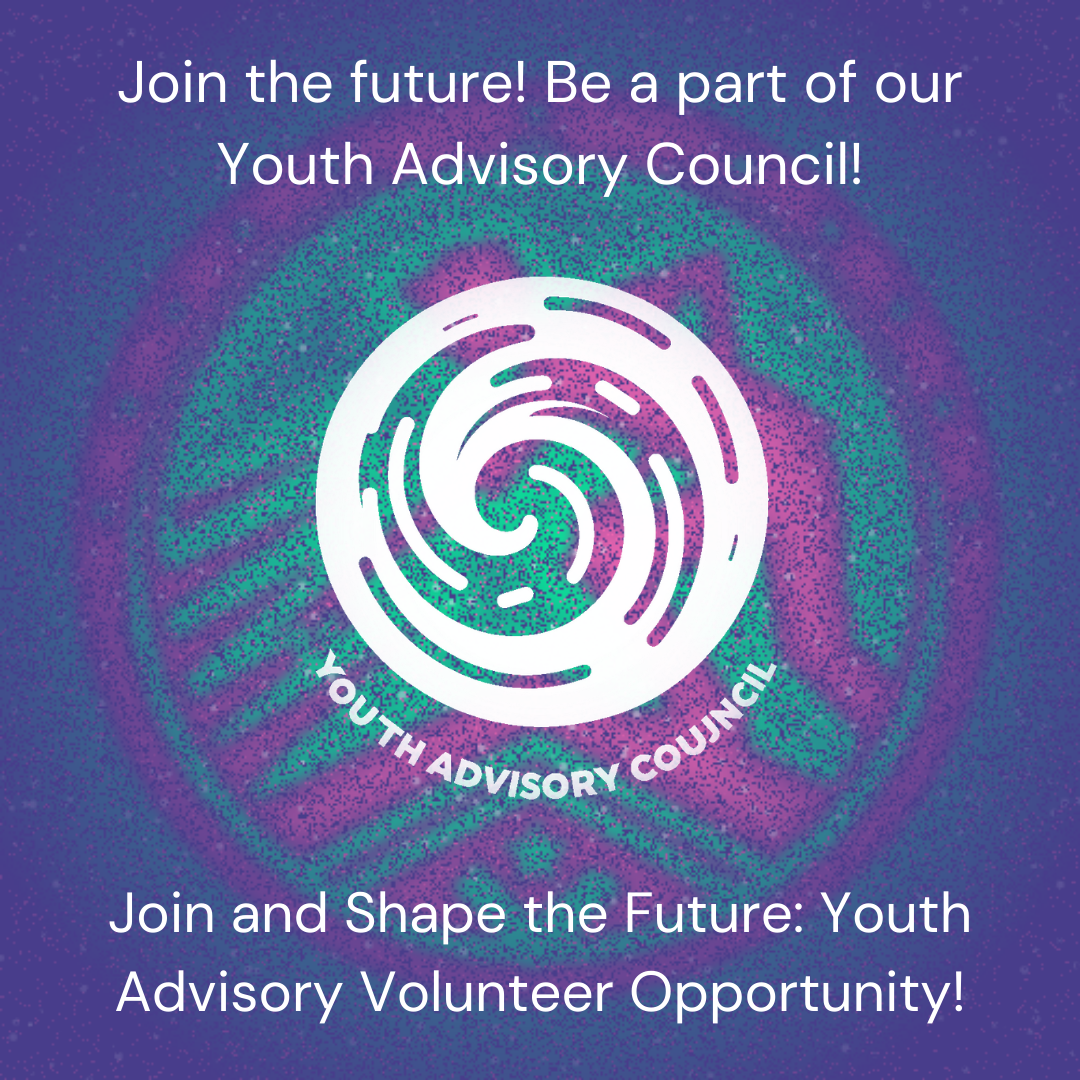 Join the future! Be a part of our
Youth Advisory Council!
YOUTH ADVISORY COUJNCIL
Join and Shape the Future: Youth
Advisory Volunteer Opportunity!